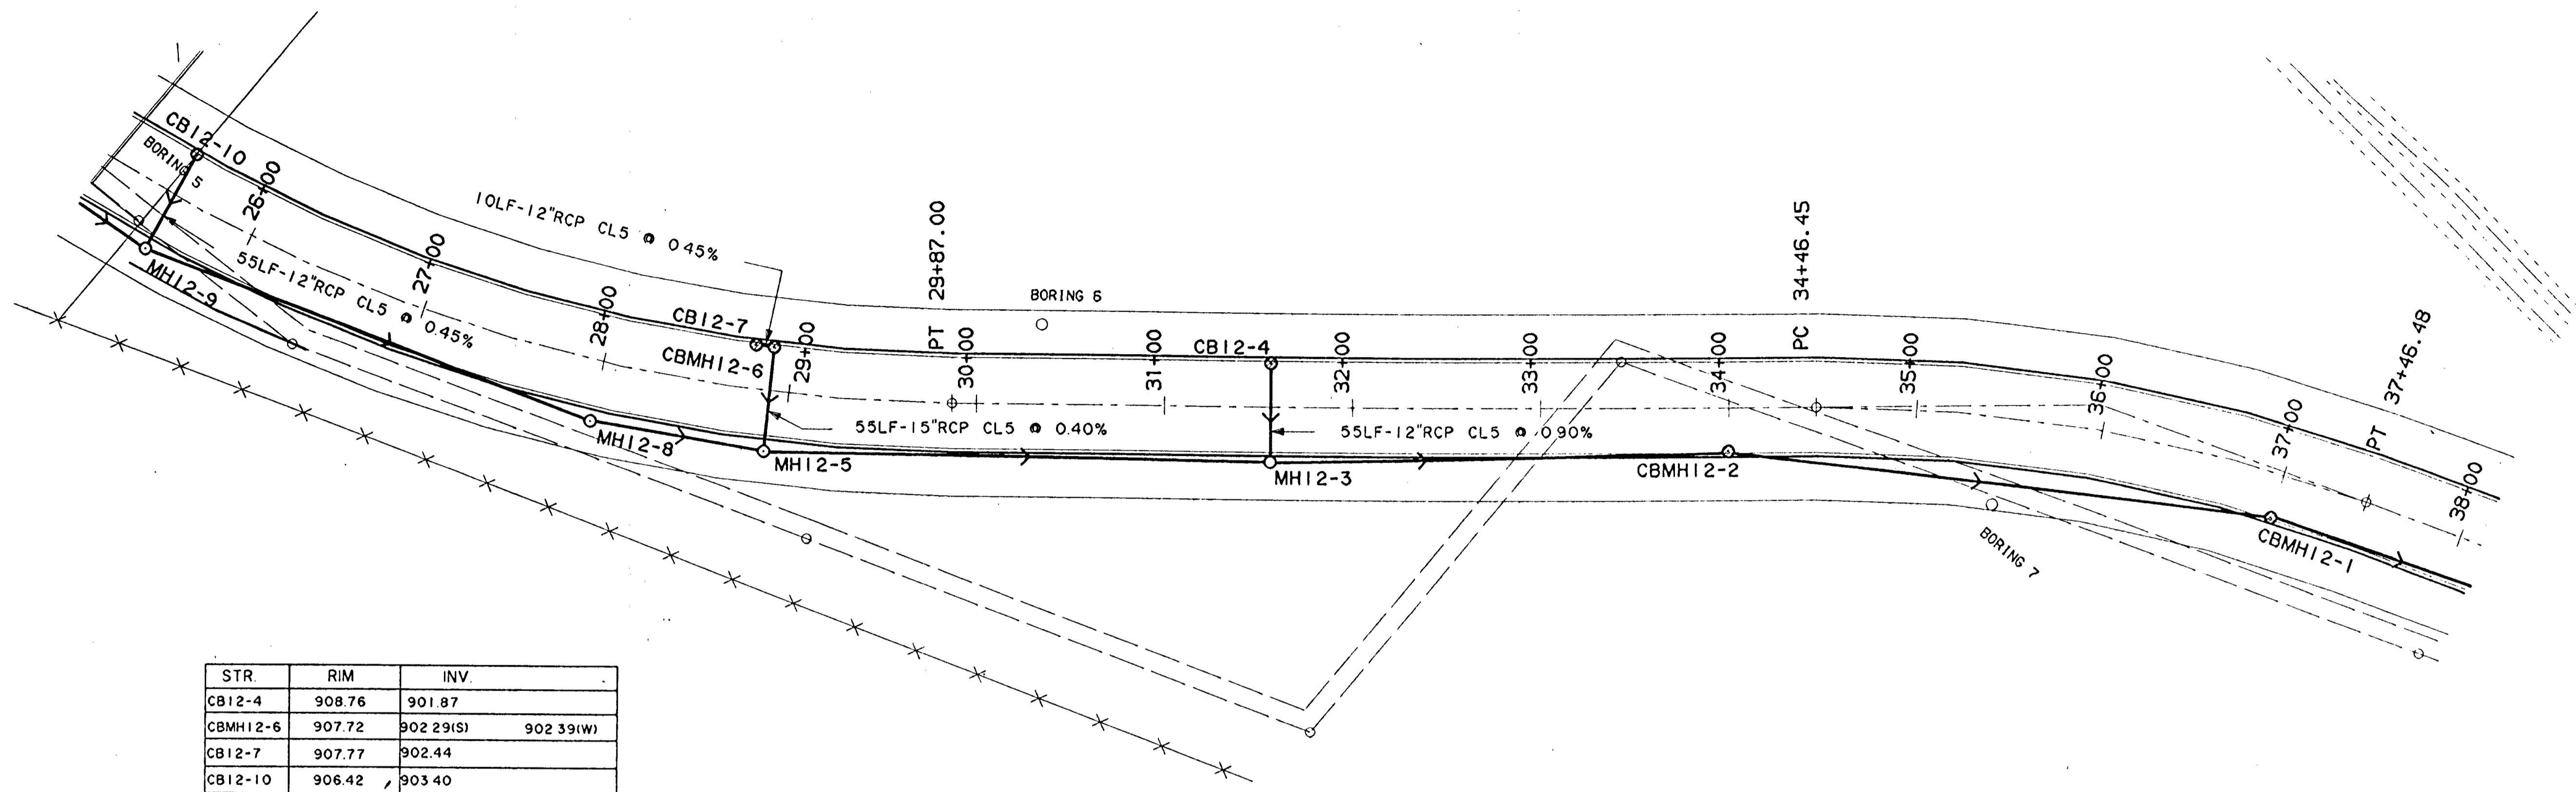 CB12-10
BORING 5
26+00
MH12-9
55LF-12"RCP CL5 @ 0.45%
27+00
10LF-12"RCP CL5 @ 0 45%
28+00
CB12-7
CBMH12-6
29+00
MH12-8
MH12-5
55LF-15"RCP CL5 @ 0.40%
PT 29+87.00
30+00
BORING 6
31+00
CB12-4
32+00
55LF-12"RCP CL5 @ 0.90%
MH12-3
33+00
34+00
CBMH12-2
PC 34+46.45
35+00
36+00
BORING 7
37+00
CBMH12-1
PT 37+46.48
38+00
STR. RIM INV.
CB12-4 908.76 901.87
CBMH12-6 907.72 902 29(S) 902 39(W)
CB12-7 907.77 902.44
CB12-10 906.42 903 40